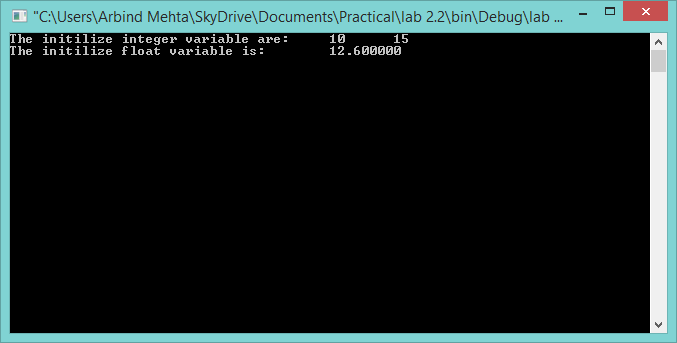 "C:\Users\Arbind Mehta\SkyDrive\Documents\Practical\lab 2.2\bin\Debug\lab ...
The initilize integer variable are: 10 15
The initilize float variable is: 12.600000